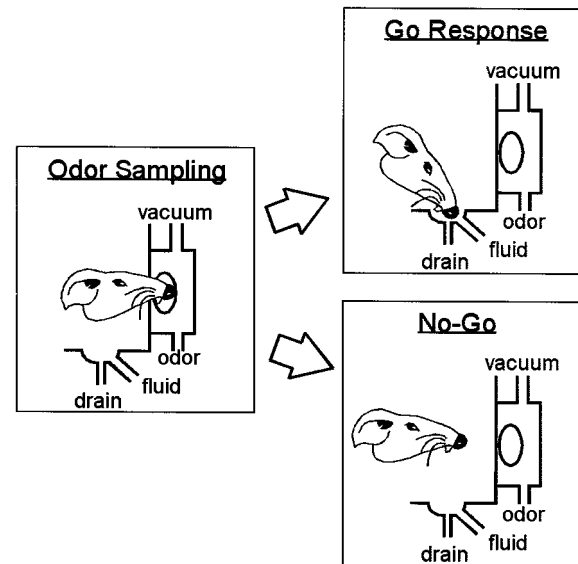 Odor Sampling
vacuum
odor
fluid
drain
Go Response
vacuum
odor
fluid
drain
No-Go
vacuum
odor
fluid
drain